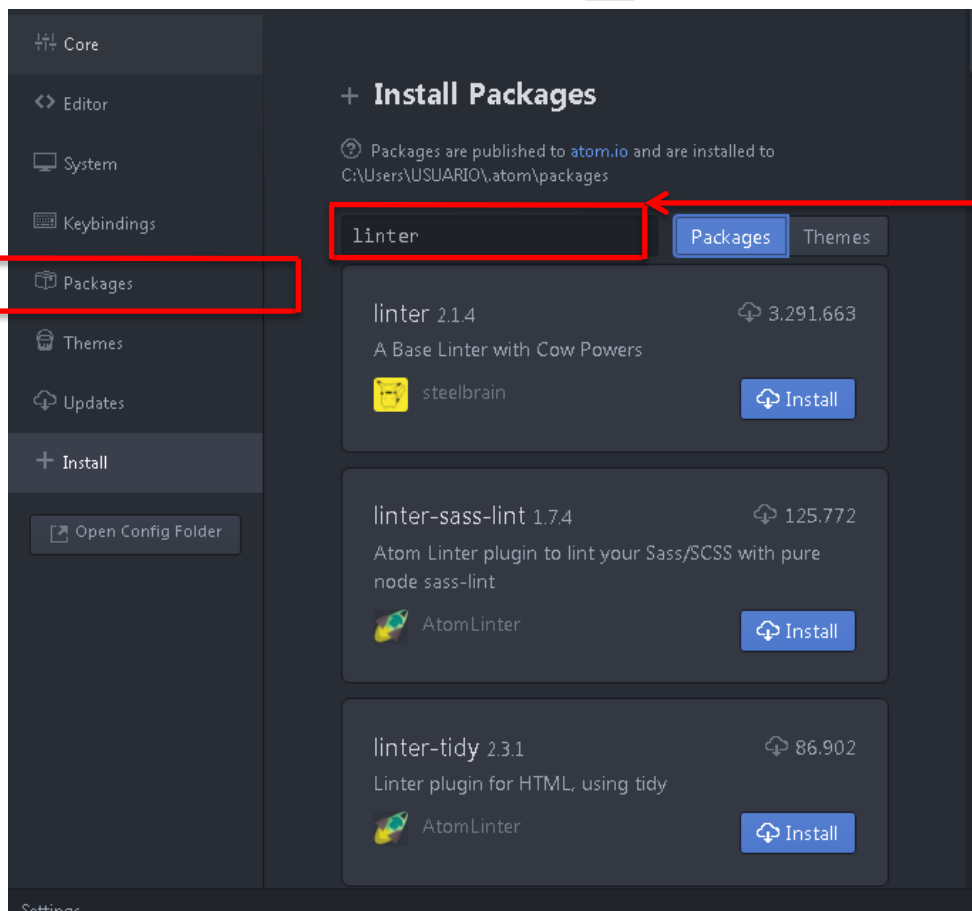 Core
Editor
System
Keybindings
Packages
Themes
Updates
+ Install
Open Config Folder
+ Install Packages
Packages are published to atom.io and are installed to
C:\Users\USUARIO\.atom\packages
linter
Packages Themes
linter 2.1.4 3.291.663
A Base Linter with Cow Powers
steelbrain Install
linter-sass-lint 1.7.4 125.772
Atom Linter plugin to lint your Sass/SCSS with pure
node sass-lint
AtomLinter Install
linter-tidy 2.3.1 86.902
Linter plugin for HTML, using tidy
AtomLinter Install
Settings